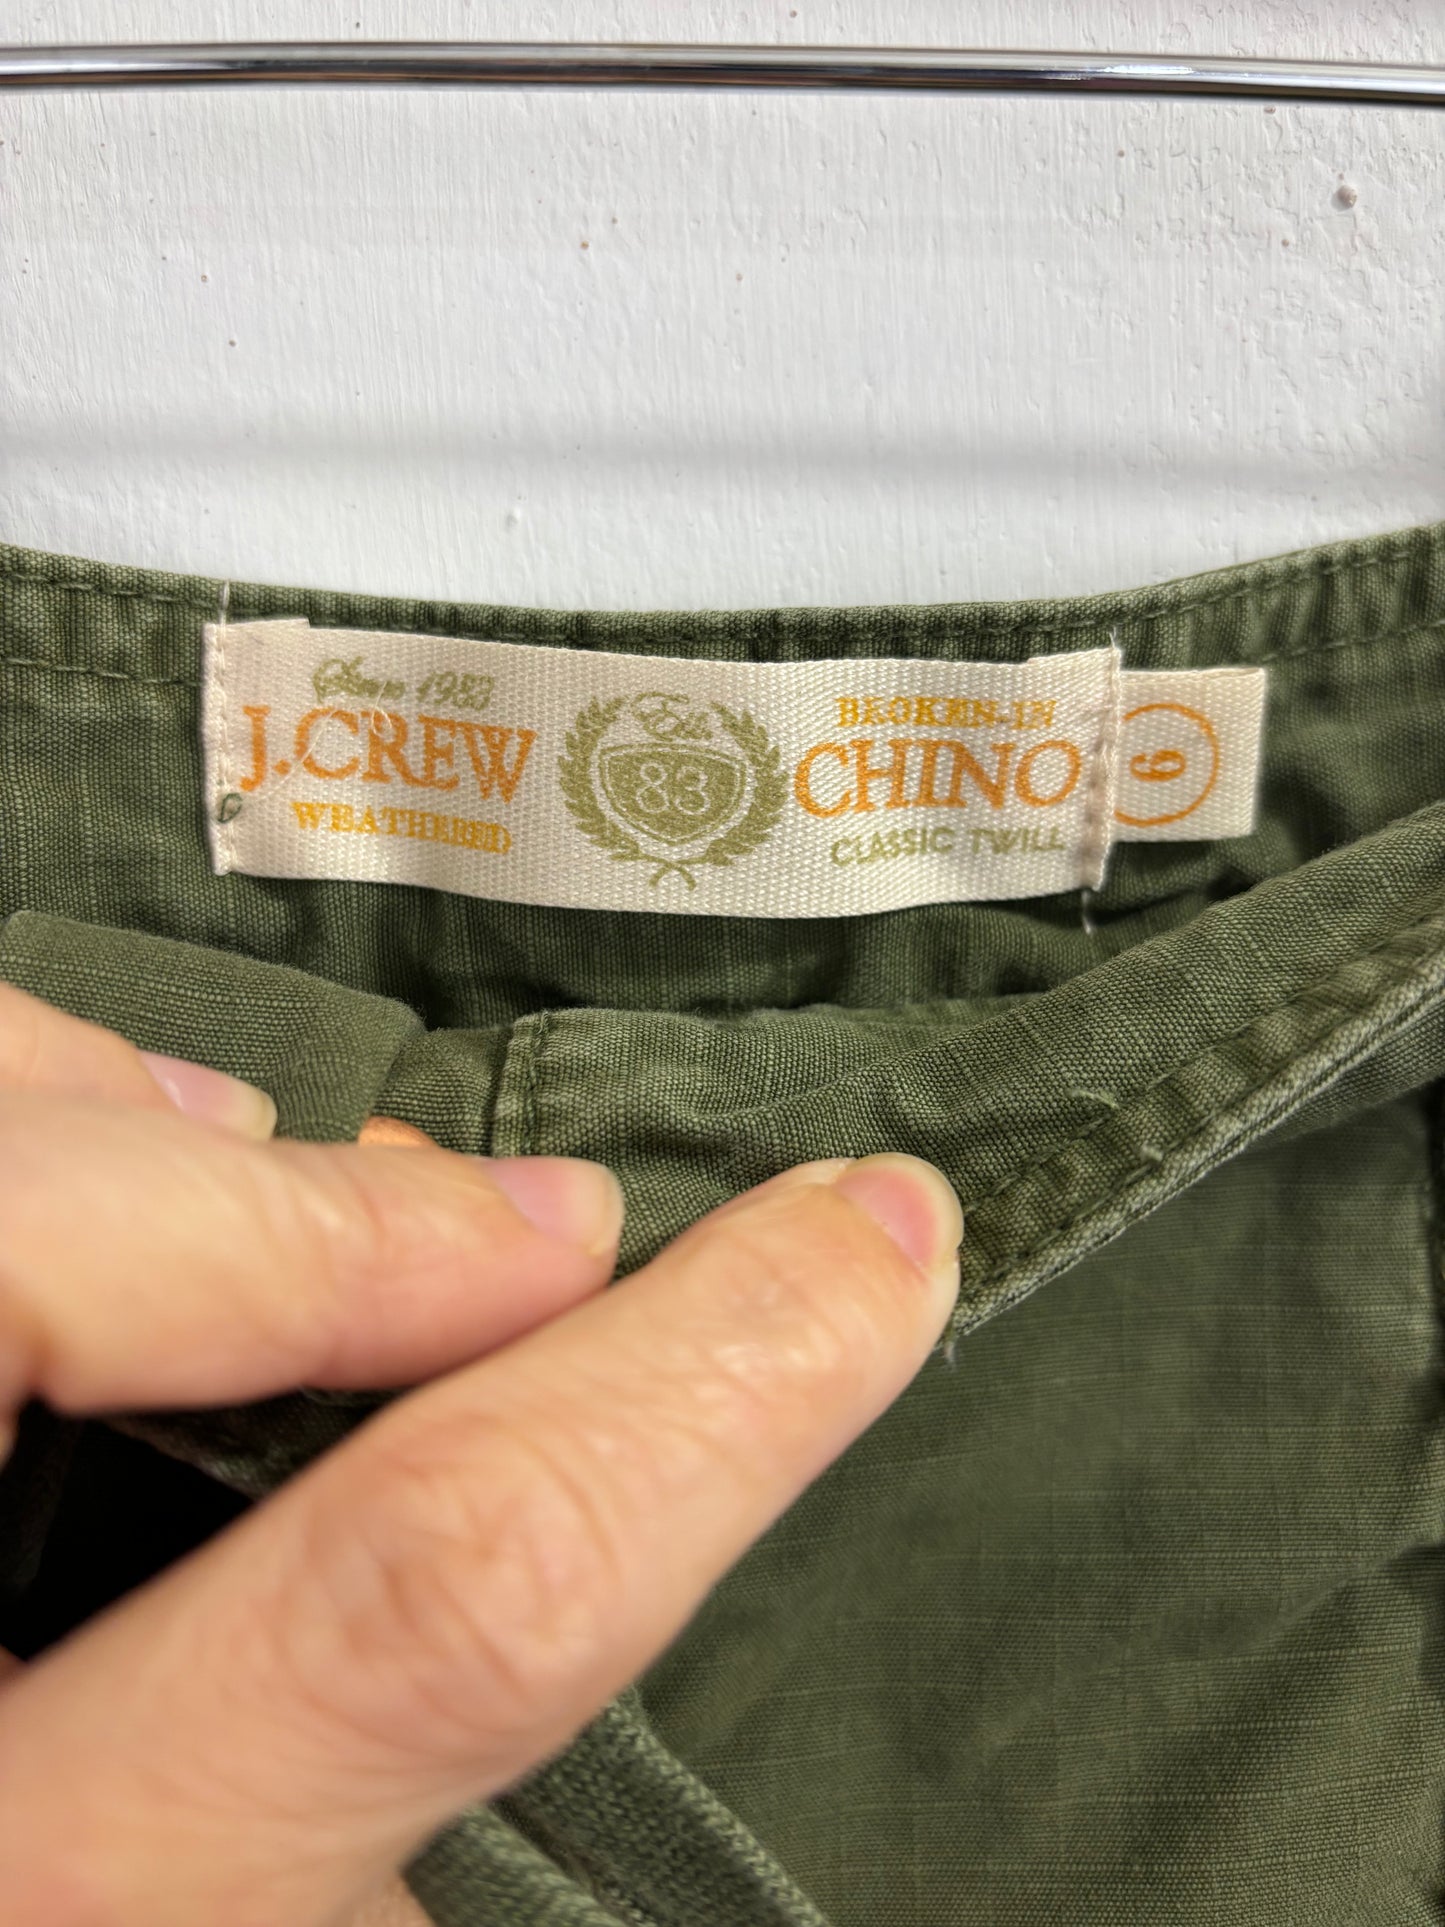 Since 1983
J.CREW
WEATHERED
Est.
83
BROKEN-IN
CHINO
CLASSIC TWILL
6